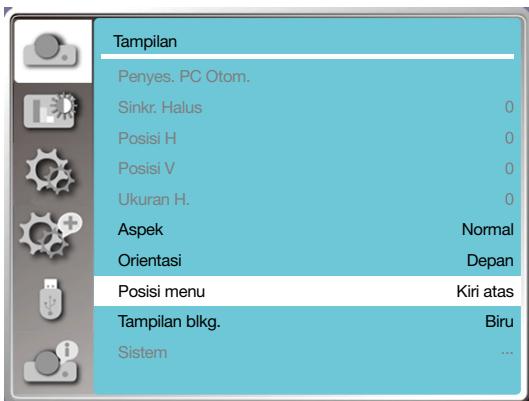 Tampilan
Penyes. PC Otom.
Sinkr. Halus 0
Posisi H 0
Posisi V 0
Ukuran H. 0
Aspek Normal
Orientasi Depan
Posisi menu Kiri atas
Tampilan blkg. Biru
Sistem ...